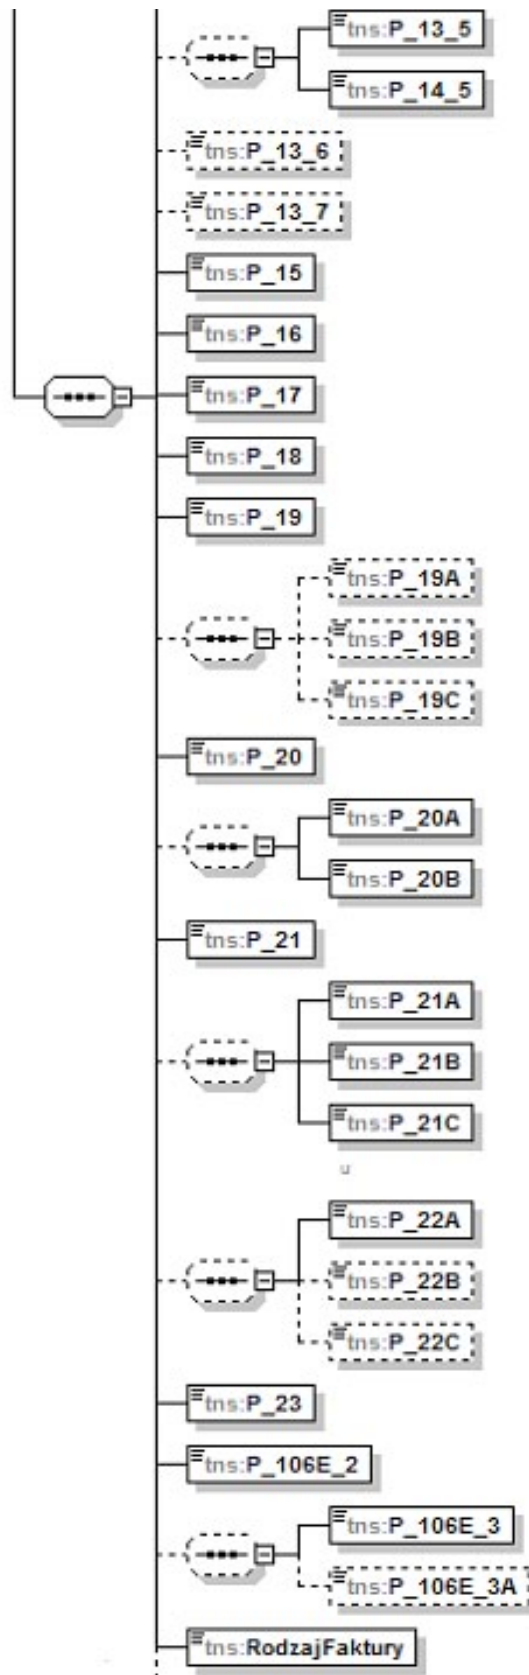 tns:P_13_5
tns:P_14_5
tns:P_13_6
tns:P_13_7
tns:P_15
tns:P_16
tns:P_17
tns:P_18
tns:P_19
tns:P_19A
tns:P_19B
tns:P_19C
tns:P_20
tns:P_20A
tns:P_20B
tns:P_21
tns:P_21A
tns:P_21B
tns:P_21C
u
tns:P_22A
tns:P_22B
tns:P_22C
tns:P_23
tns:P_106E_2
tns:P_106E_3
tns:P_106E_3A
tns:RodzajFaktury